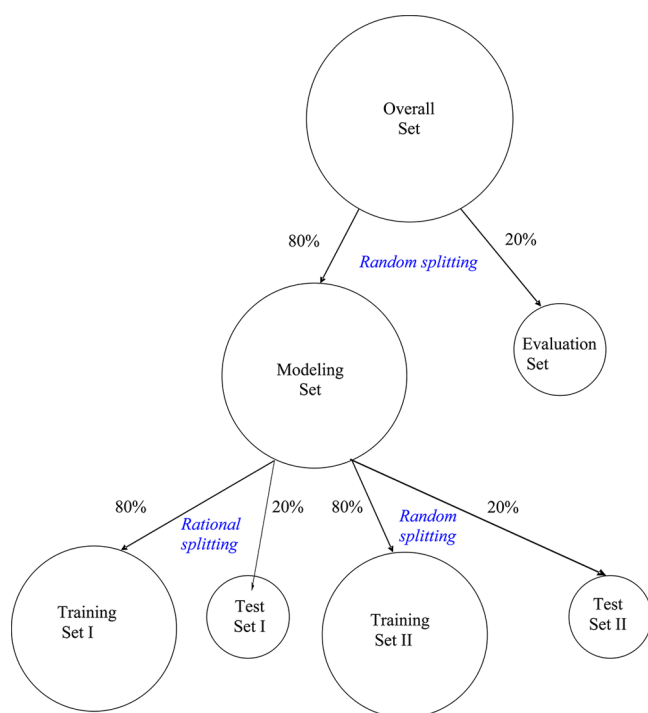 Overall
Set
80%
20%
Random splitting
Evaluation
Set
Modeling
Set
80%
Rational
splitting
20%
80%
Random
splitting
20%
Training
Set I
Test
Set I
Training
Set II
Test
Set II